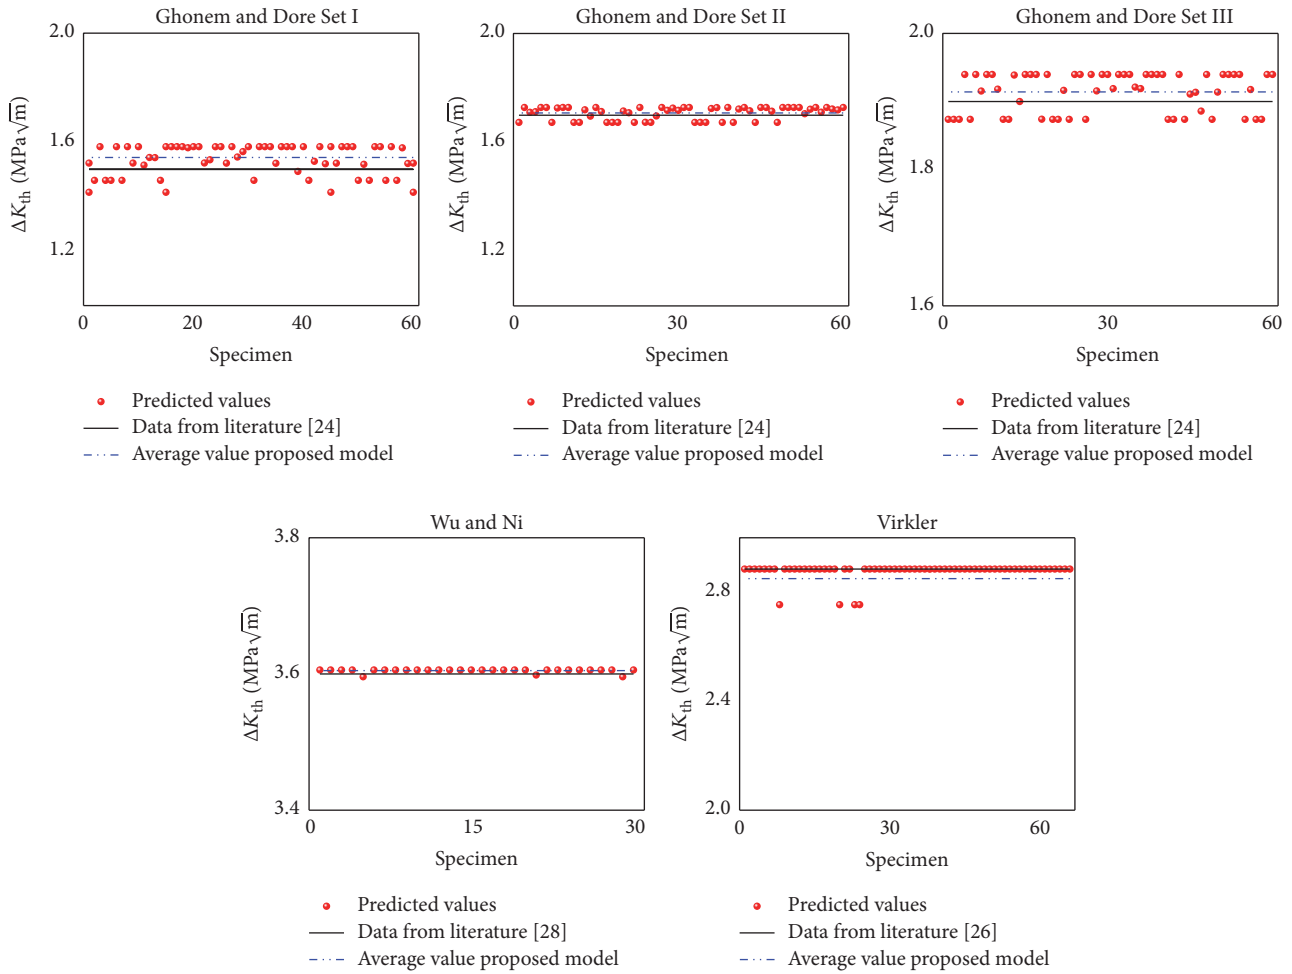 Ghonem and Dore Set I
2.0
1.6
1.2
ΔKth (MPa√m)
0 20 40 60
Specimen
Predicted values
Data from literature [24]
Average value proposed model
Ghonem and Dore Set II
2.0
1.6
1.2
ΔKth (MPa√m)
0 30 60
Specimen
Predicted values
Data from literature [24]
Average value proposed model
Ghonem and Dore Set III
2.0
1.8
1.6
ΔKth (MPa√m)
0 30 60
Specimen
Predicted values
Data from literature [24]
Average value proposed model
Wu and Ni
3.8
3.6
3.4
ΔKth (MPa√m)
0 15 30
Specimen
Predicted values
Data from literature [28]
Average value proposed model
Virkler
2.8
2.4
2.0
ΔKth (MPa√m)
0 30 60
Specimen
Predicted values
Data from literature [26]
Average value proposed model